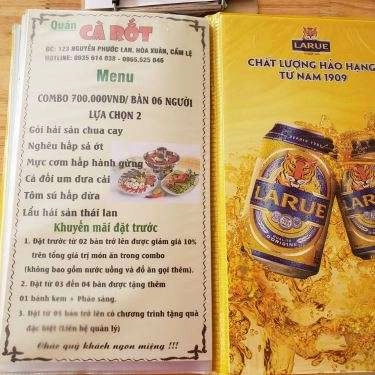 Quán
CÀ RỐT
ĐC: 123 NGUYỄN PHƯỚC LAN, HÒA XUÂN, CẨM LỆ
HOTLINE: 0935 674 038 - 0965.525 046
Menu
COMBO 700.000VNĐ/ BÀN 06 NGƯỜI
LỰA CHỌN 2
Gỏi hải sản chua cay
Nghêu hấp sả ớt
Mực cơm hấp hành gừng
Cá đối um dưa cải
Tôm sú hấp dừa
Lẩu hải sản thái lan
Khuyến mãi đặt trước
1. Đặt trước từ 02 bàn trở lên được giảm giá 10%
trên tổng giá trị món ăn trong combo
(không bao gồm nước uống và đồ ăn gọi thêm).
2. Đặt từ 03 đến 04 bàn được tặng thêm
01 bánh kem + Pháo sáng.
3. Đặt từ 05 bàn trở lên có chương trình tặng quà
đặc biệt (Liên hệ quản lý)
Chúc quý khách ngon miệng !!!
LARUE
CHẤT LƯỢNG HẢO HẠNG
TỪ NĂM 1909
LARUE